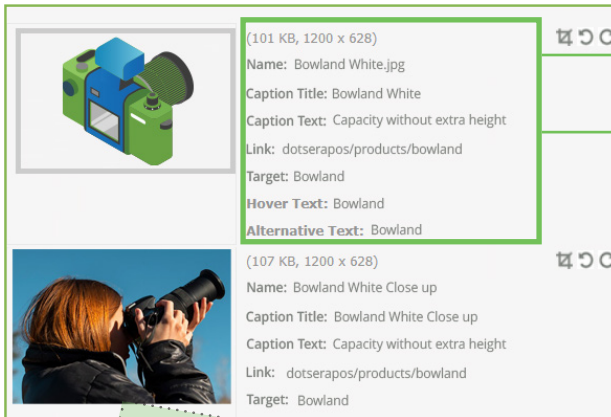 (101 KB, 1200 x 628)
Name: Bowland White.jpg
Caption Title: Bowland White
Caption Text: Capacity without extra height
Link: dotserapos/products/bowland
Target: Bowland
Hover Text: Bowland
Alternative Text: Bowland
(107 KB, 1200 x 628)
Name: Bowland White Close up
Caption Title: Bowland White Close up
Caption Text: Capacity without extra height
Link: dotserapos/products/bowland
Target: Bowland